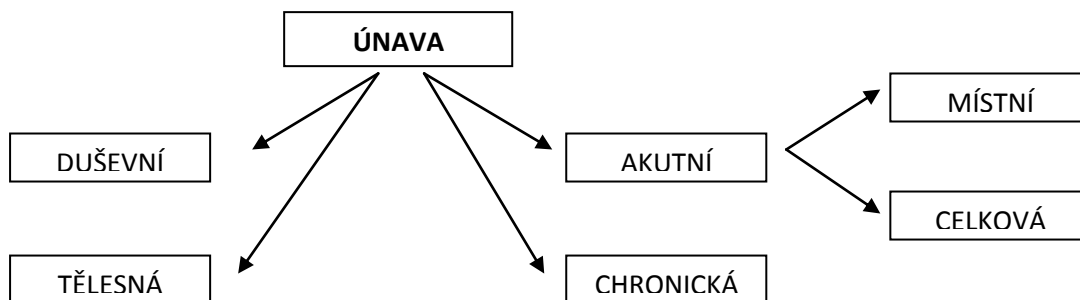 ÚNAVA
DUŠEVNÍ
TĚLESNÁ
AKUTNÍ
CHRONICKÁ
MÍSTNÍ
CELKOVÁ